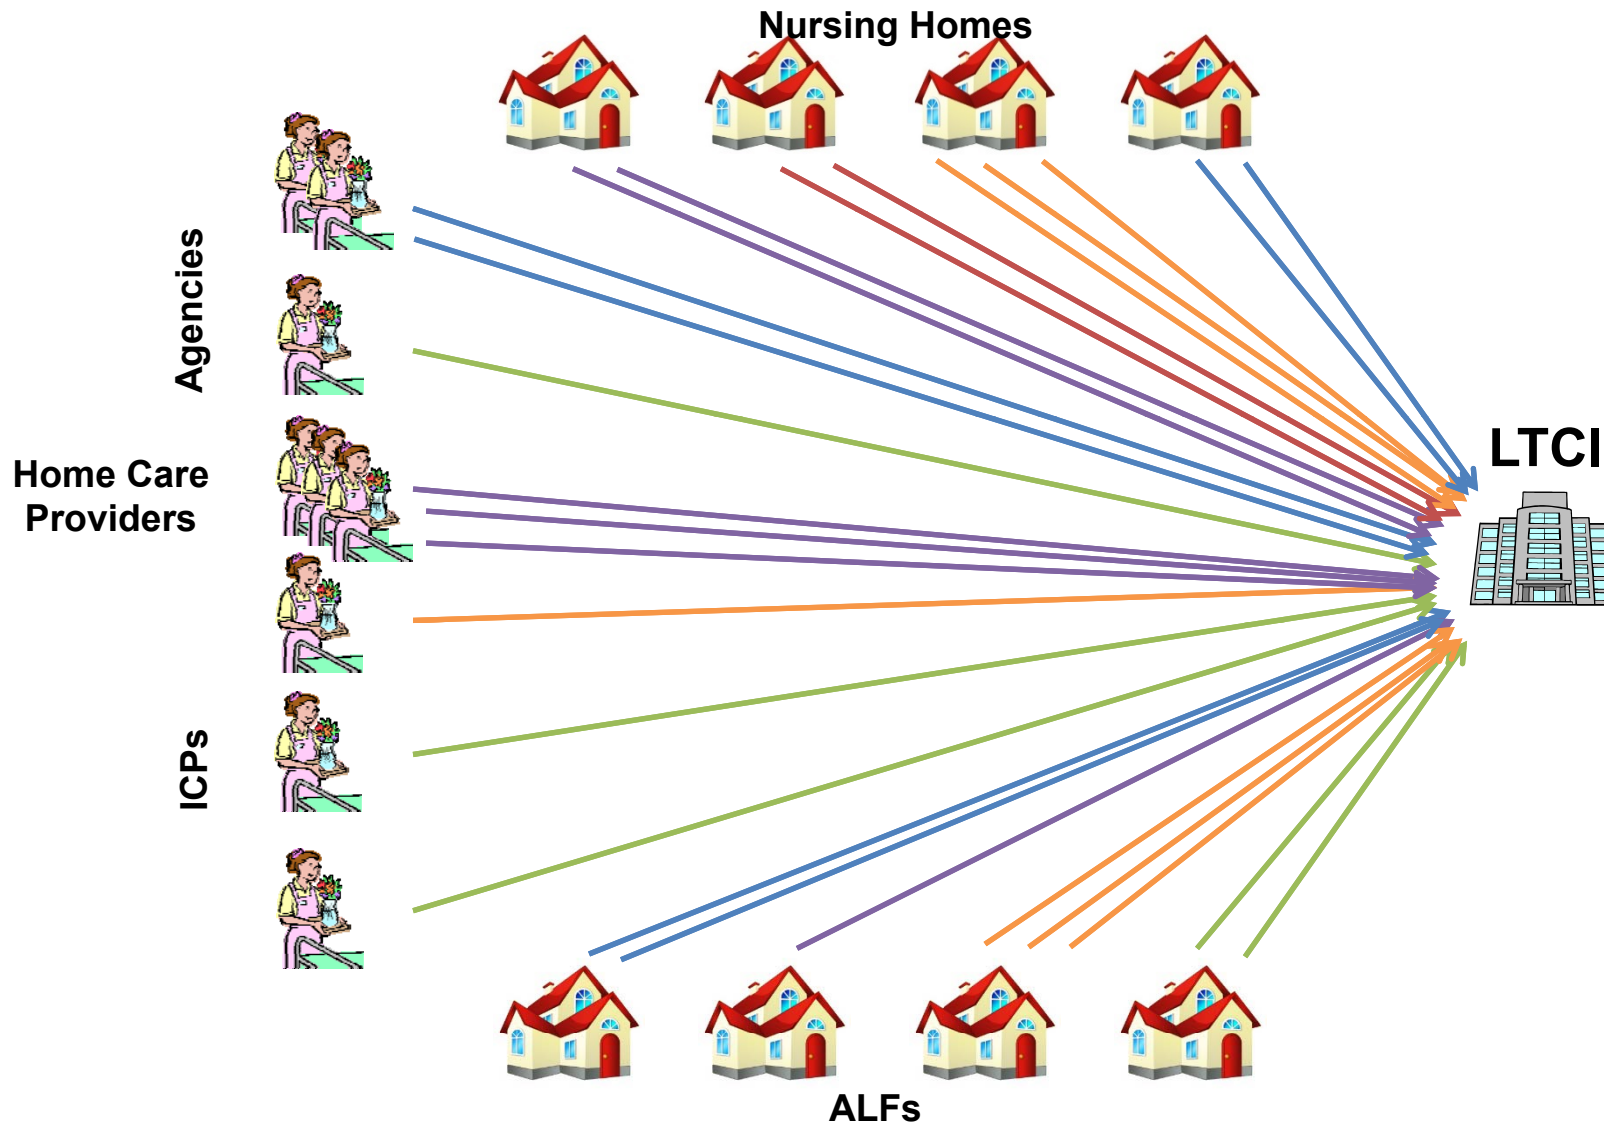 Nursing Homes
Agencies
LTCI
Home Care
Providers
ICPs
ALFs